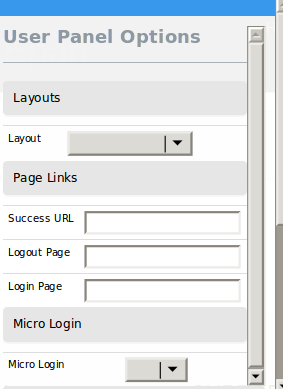 User Panel Options
Layouts
Layout
Page Links
Success URL
Logout Page
Login Page
Micro Login
Micro Login